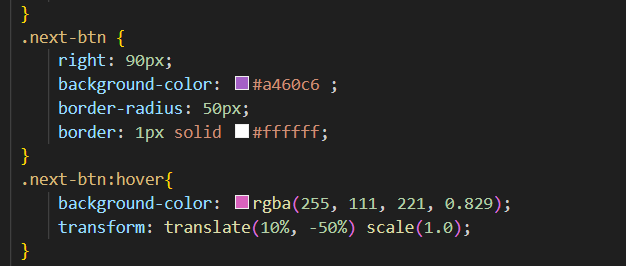 }
.next-btn {
    right: 90px;
    background-color: #a460c6 ;
    border-radius: 50px;
    border: 1px solid #ffffff;
}
.next-btn:hover{
    background-color: rgba(255, 111, 221, 0.829);
    transform: translate(10%, -50%) scale(1.0);
}